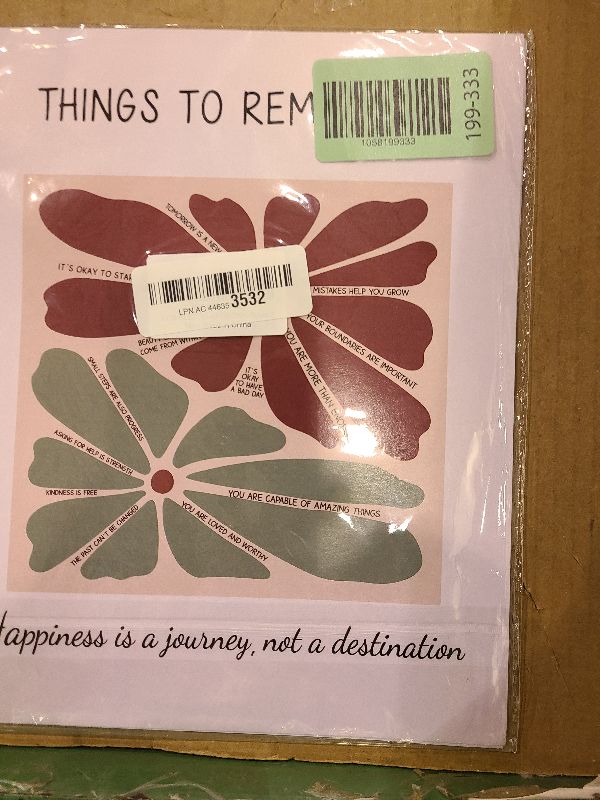 THINGS TO REM
199-333
1058199333
TOMORROW IS A NEW
IT'S OKAY TO STAR
MISTAKES HELP YOU GROW
LPN AC 44635 3532
YOUR BOUNDARIES ARE IMPORTANT
COME FROM WITHIN
YOU ARE MORE THAN
IT'S
OKAY
TO HAVE
A BAD DAY
SMALL STEPS ARE ALSO PROGRESS
ASKING FOR HELP IS STRENGTH
KINDNESS IS FREE
YOU ARE CAPABLE OF AMAZING THINGS
THE PAST CAN'T BE CHANGED
YOU ARE LOVED AND WORTHY
Happiness is a journey, not a destination